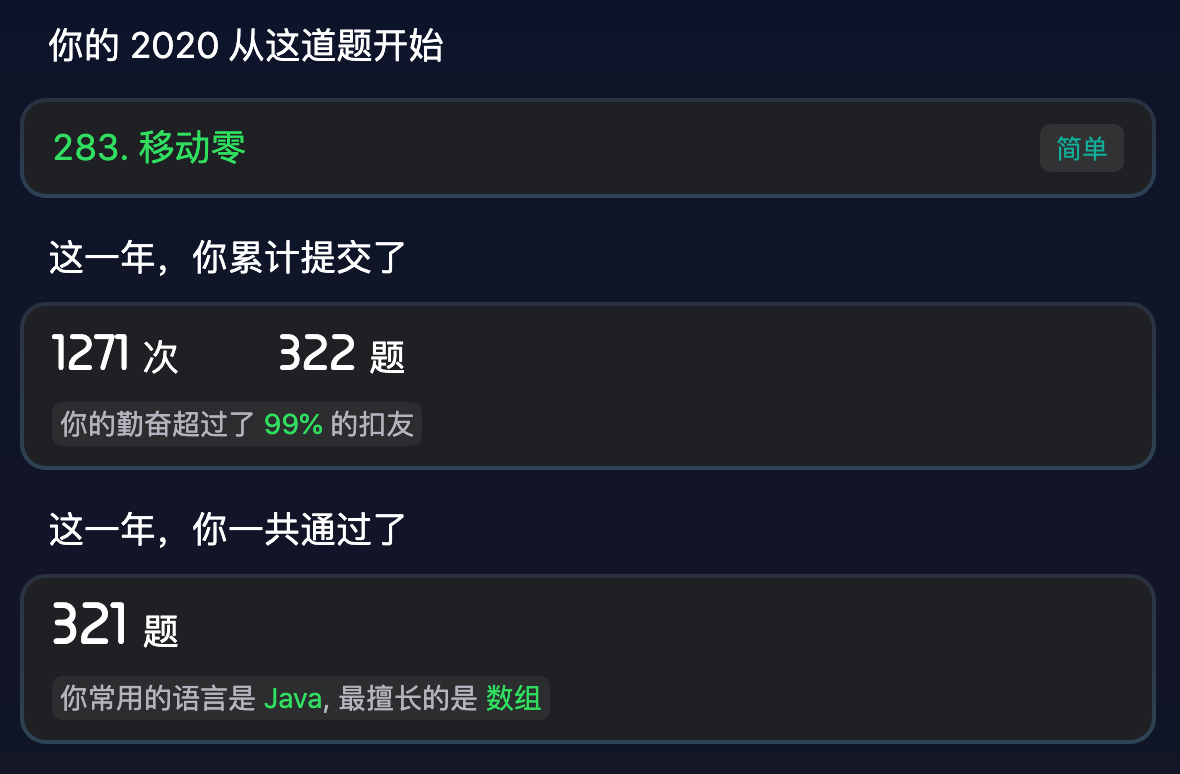 你的 2020 从这道题开始
283. 移动零
简单
这一年，你累计提交了
1271 次 322 题
你的勤奋超过了 99% 的扣友
这一年，你一共通过了
321 题
你常用的语言是 Java, 最擅长的是 数组